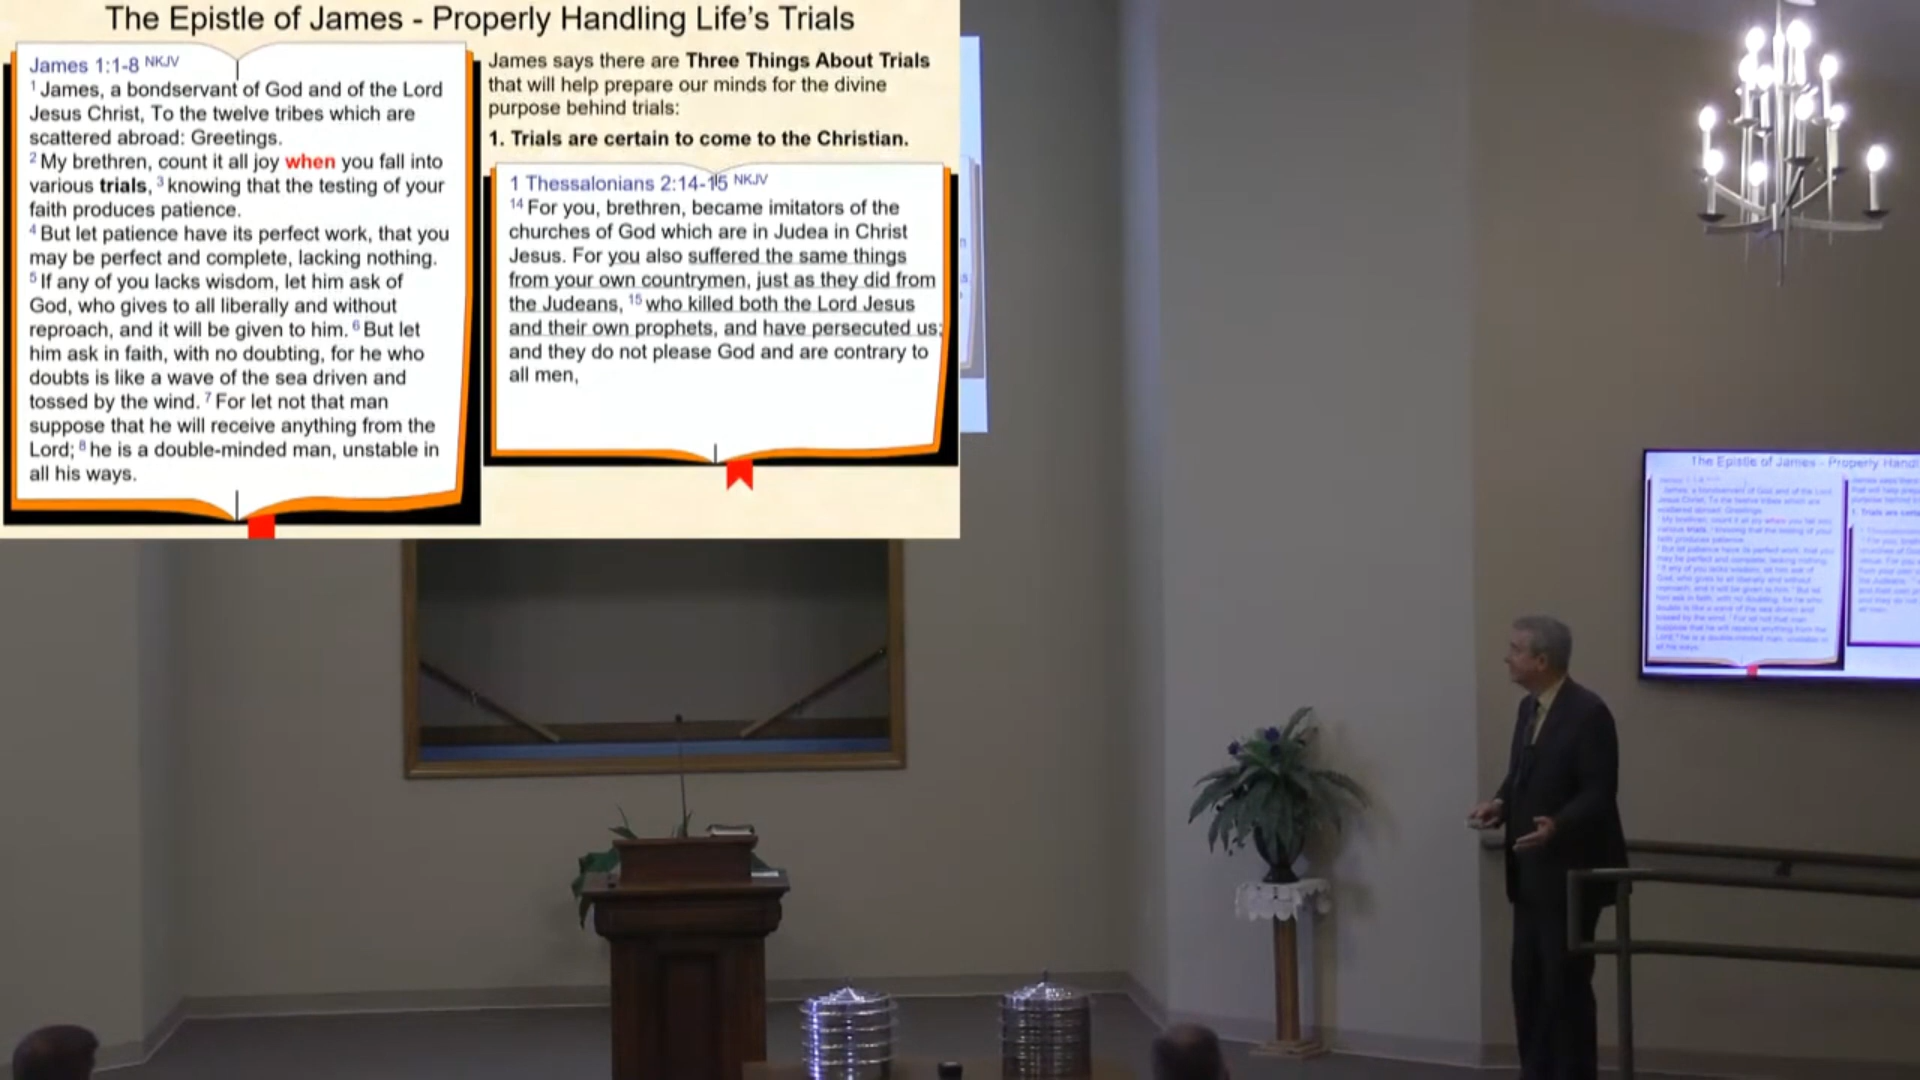 The Epistle of James - Properly Handling Life's Trials
James 1:1-8 NKJV
1 James, a bondservant of God and of the Lord
Jesus Christ, To the twelve tribes which are
scattered abroad: Greetings.
2 My brethren, count it all joy when you fall into
various trials, 3 knowing that the testing of your
faith produces patience.
4 But let patience have its perfect work, that you
may be perfect and complete, lacking nothing.
5 If any of you lacks wisdom, let him ask of
God, who gives to all liberally and without
reproach, and it will be given to him. 6 But let
him ask in faith, with no doubting, for he who
doubts is like a wave of the sea driven and
tossed by the wind. 7 For let not that man
suppose that he will receive anything from the
Lord; 8 he is a double-minded man, unstable in
all his ways.
James says there are Three Things About Trials
that will help prepare our minds for the divine
purpose behind trials:
1. Trials are certain to come to the Christian.
1 Thessalonians 2:14-15 NKJV
14 For you, brethren, became imitators of the
churches of God which are in Judea in Christ
Jesus. For you also suffered the same things
from your own countrymen, just as they did from
the Judeans, 15 who killed both the Lord Jesus
and their own prophets, and have persecuted us;
and they do not please God and are contrary to
all men,
The Epistle of James - Properly Handl